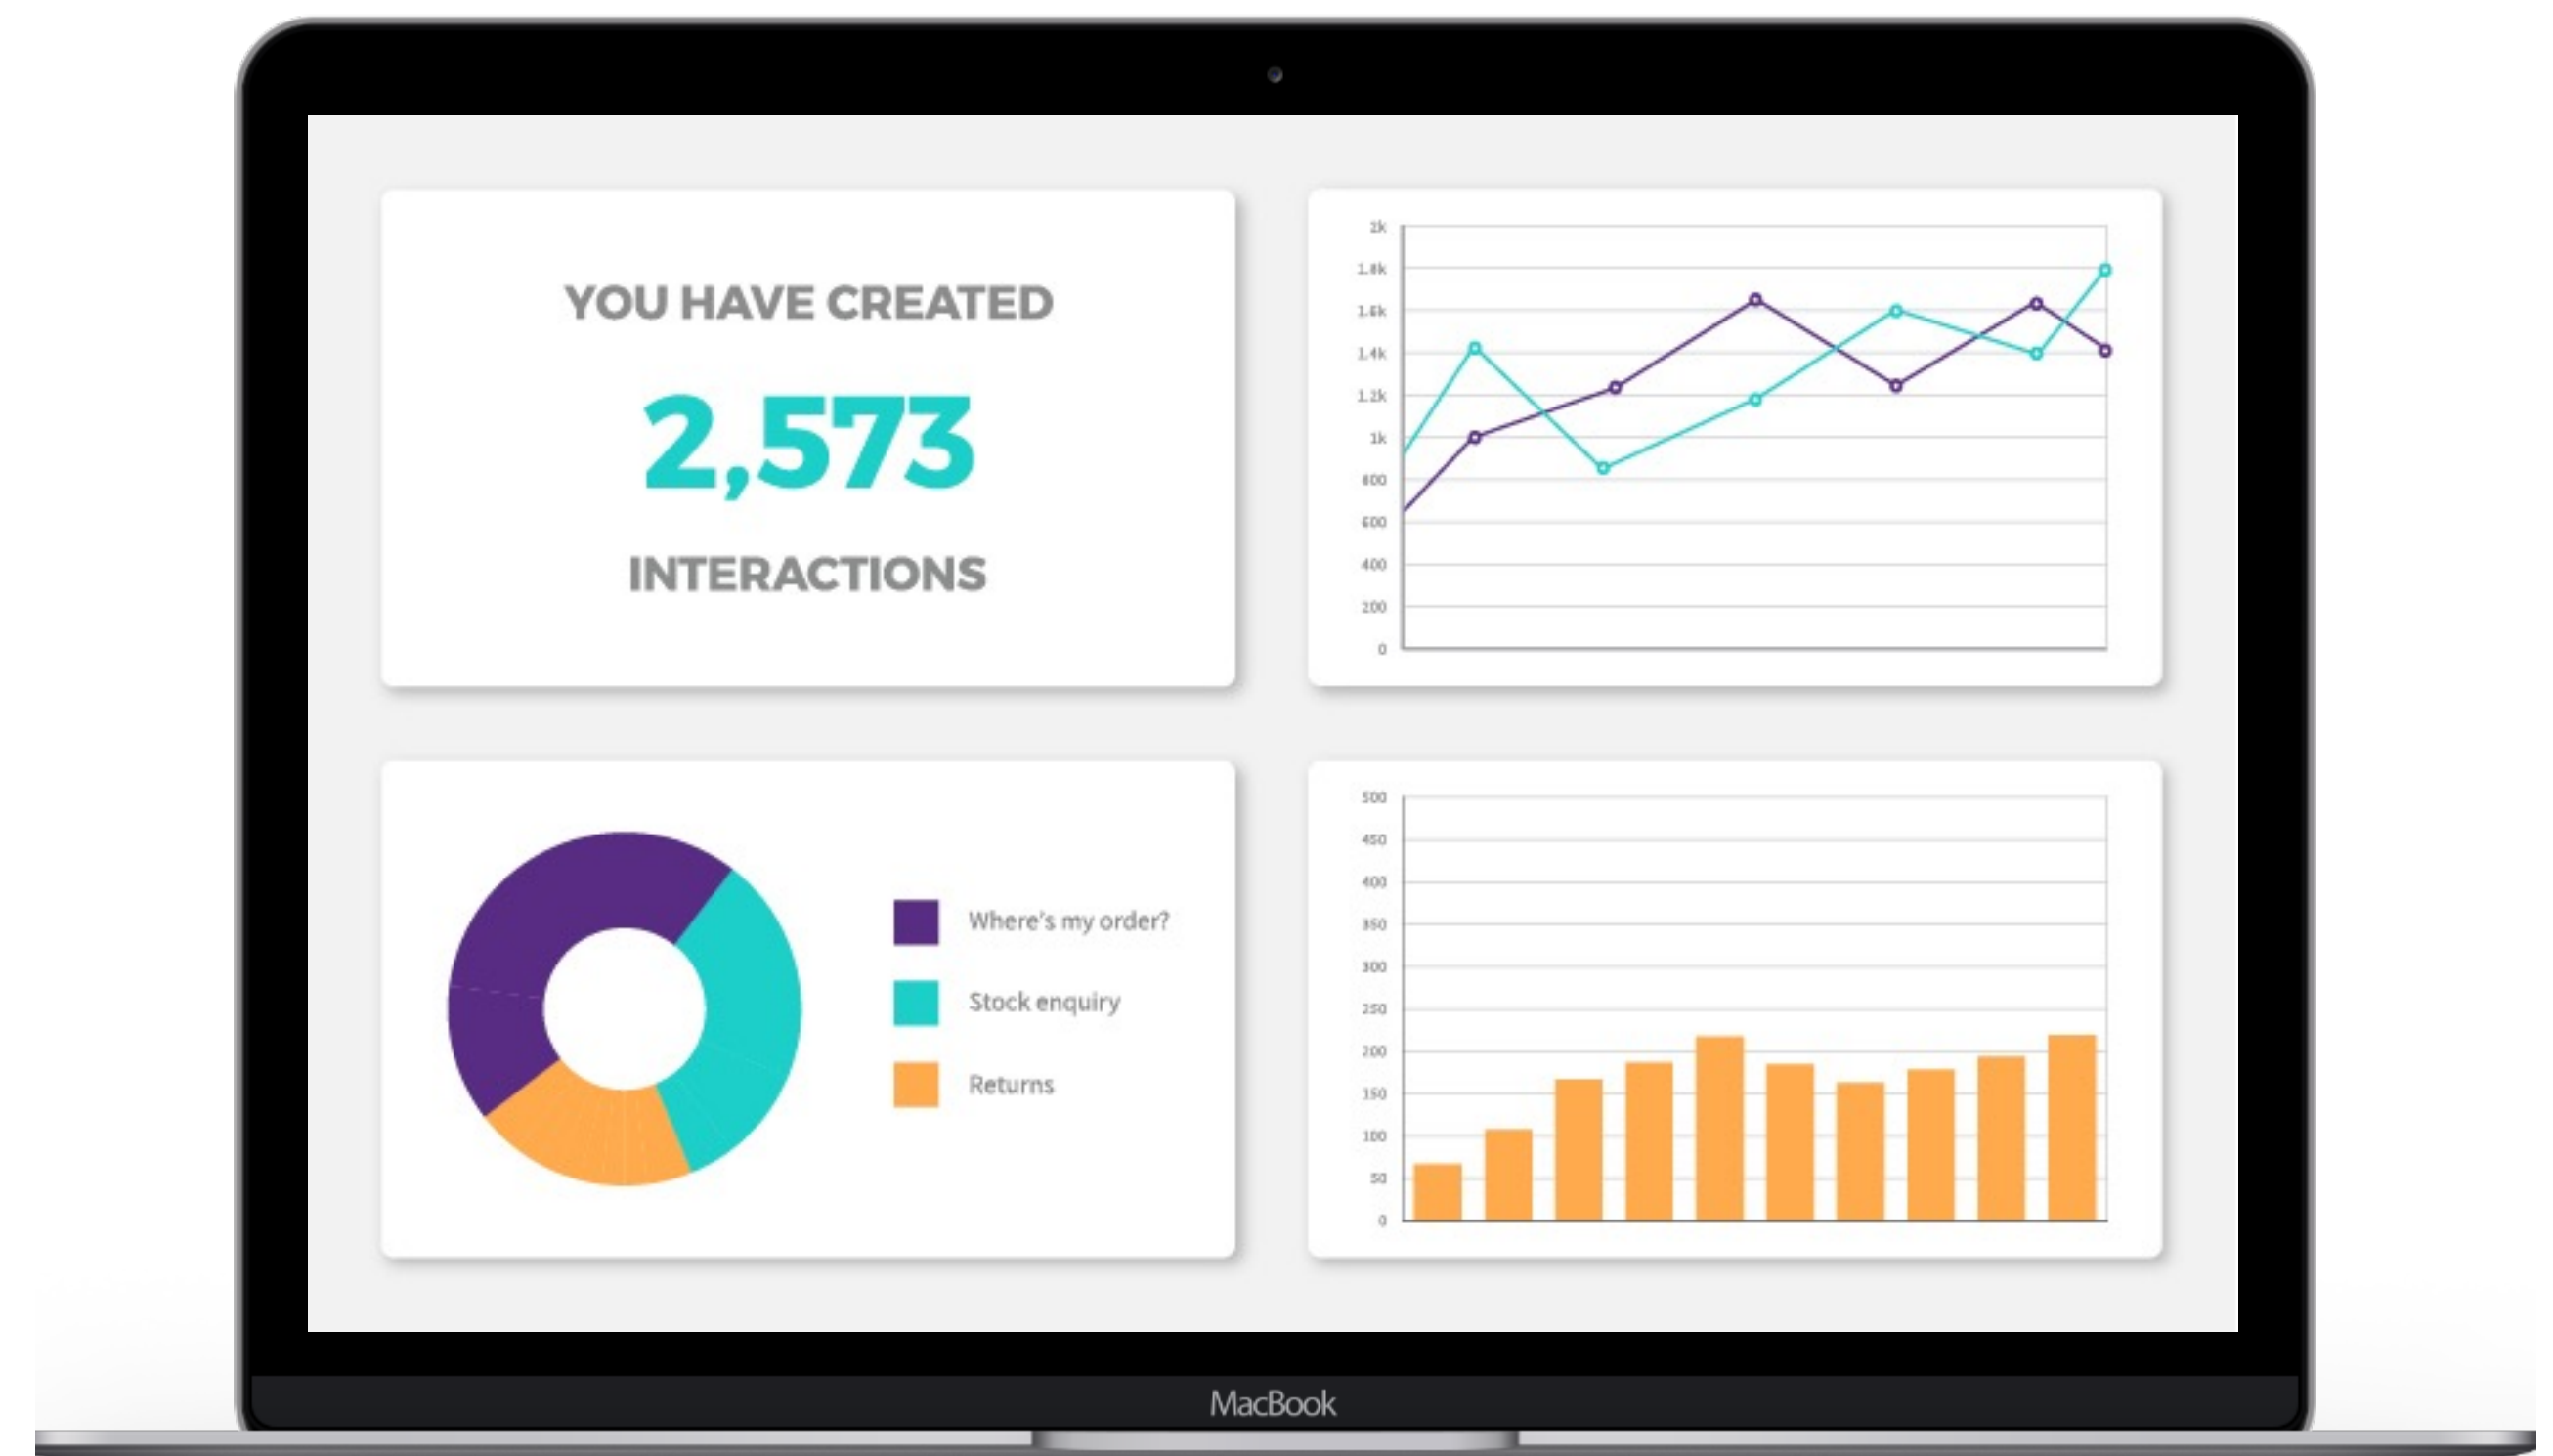 YOU HAVE CREATED
2,573
INTERACTIONS
2k
1.8k
1.6k
1.4k
1.2k
1k
800
600
400
200
0
Where's my order?
Stock enquiry
Returns
500
450
400
350
300
250
200
150
100
50
0
MacBook